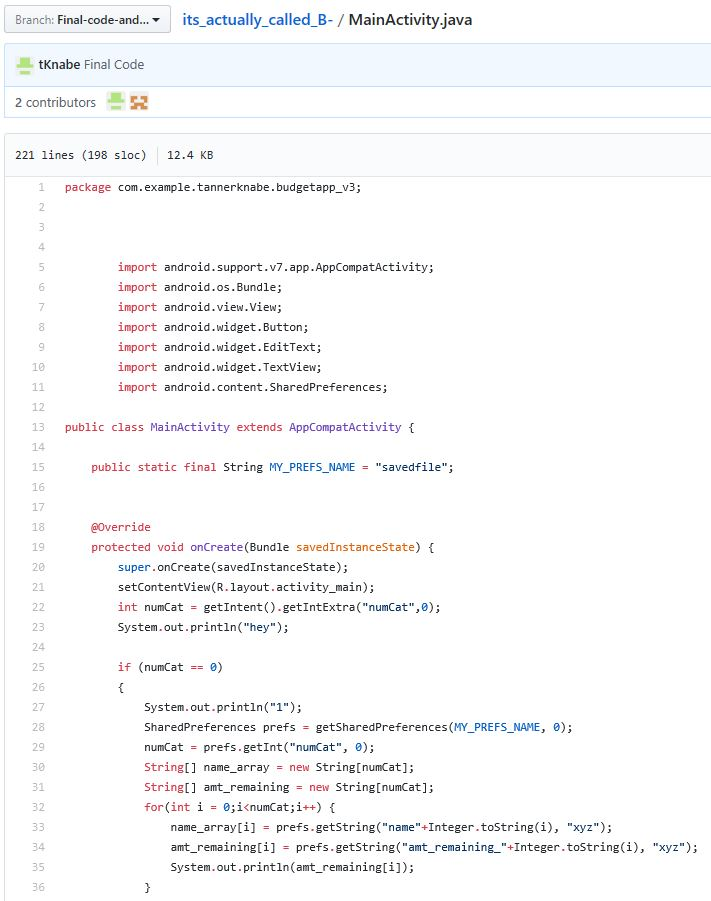 Branch: Final-code-and... its_actually_called_B- / MainActivity.java
tKnabe Final Code
2 contributors
221 lines (198 sloc) 12.4 KB
1 package com.example.tannerknabe.budgetapp_v3;
2
3
4
5 import android.support.v7.app.AppCompatActivity;
6 import android.os.Bundle;
7 import android.view.View;
8 import android.widget.Button;
9 import android.widget.EditText;
10 import android.widget.TextView;
11 import android.content.SharedPreferences;
12
13 public class MainActivity extends AppCompatActivity {
14
15 public static final String MY_PREFS_NAME = "savedfile";
16
17
18 @Override
19 protected void onCreate(Bundle savedInstanceState) {
20 super.onCreate(savedInstanceState);
21 setContentView(R.layout.activity_main);
22 int numCat = getIntent().getIntExtra("numCat",0);
23 System.out.println("hey");
24
25 if (numCat == 0)
26 {
27 System.out.println("1");
28 SharedPreferences prefs = getSharedPreferences(MY_PREFS_NAME, 0);
29 numCat = prefs.getInt("numCat", 0);
30 String[] name_array = new String[numCat];
31 String[] amt_remaining = new String[numCat];
32 for(int i = 0;i<numCat;i++) {
33 name_array[i] = prefs.getString("name"+Integer.toString(i), "xyz");
34 amt_remaining[i] = prefs.getString("amt_remaining_"+Integer.toString(i), "xyz");
35 System.out.println(amt_remaining[i]);
36 }